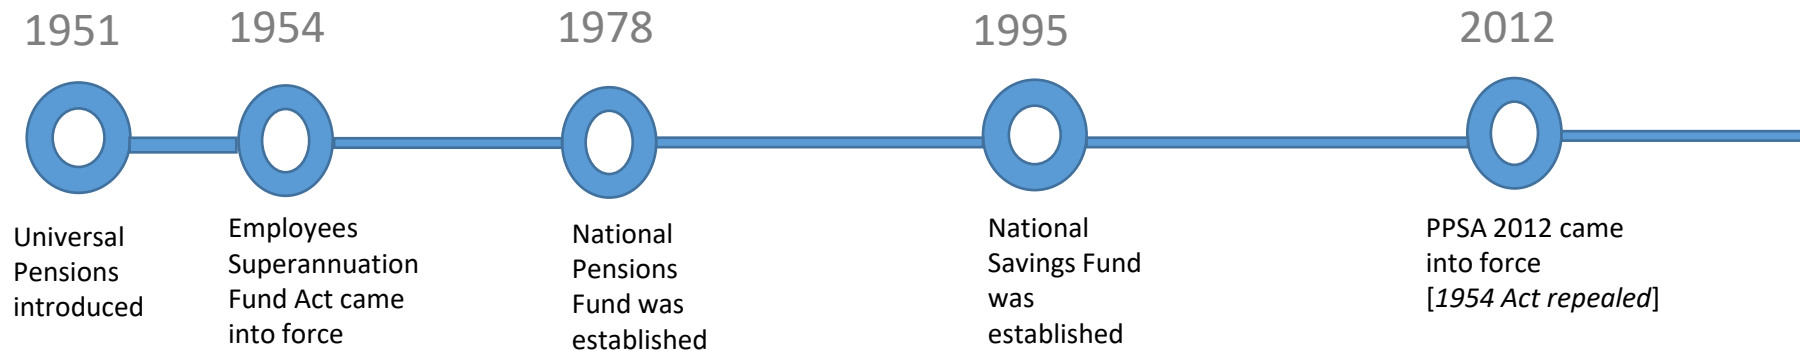 1951
Universal
Pensions
introduced
1954
Employees
Superannuation
Fund Act came
into force
1978
National
Pensions
Fund was
established
1995
National
Savings Fund
was
established
2012
PPSA 2012 came
into force
[1954 Act repealed]